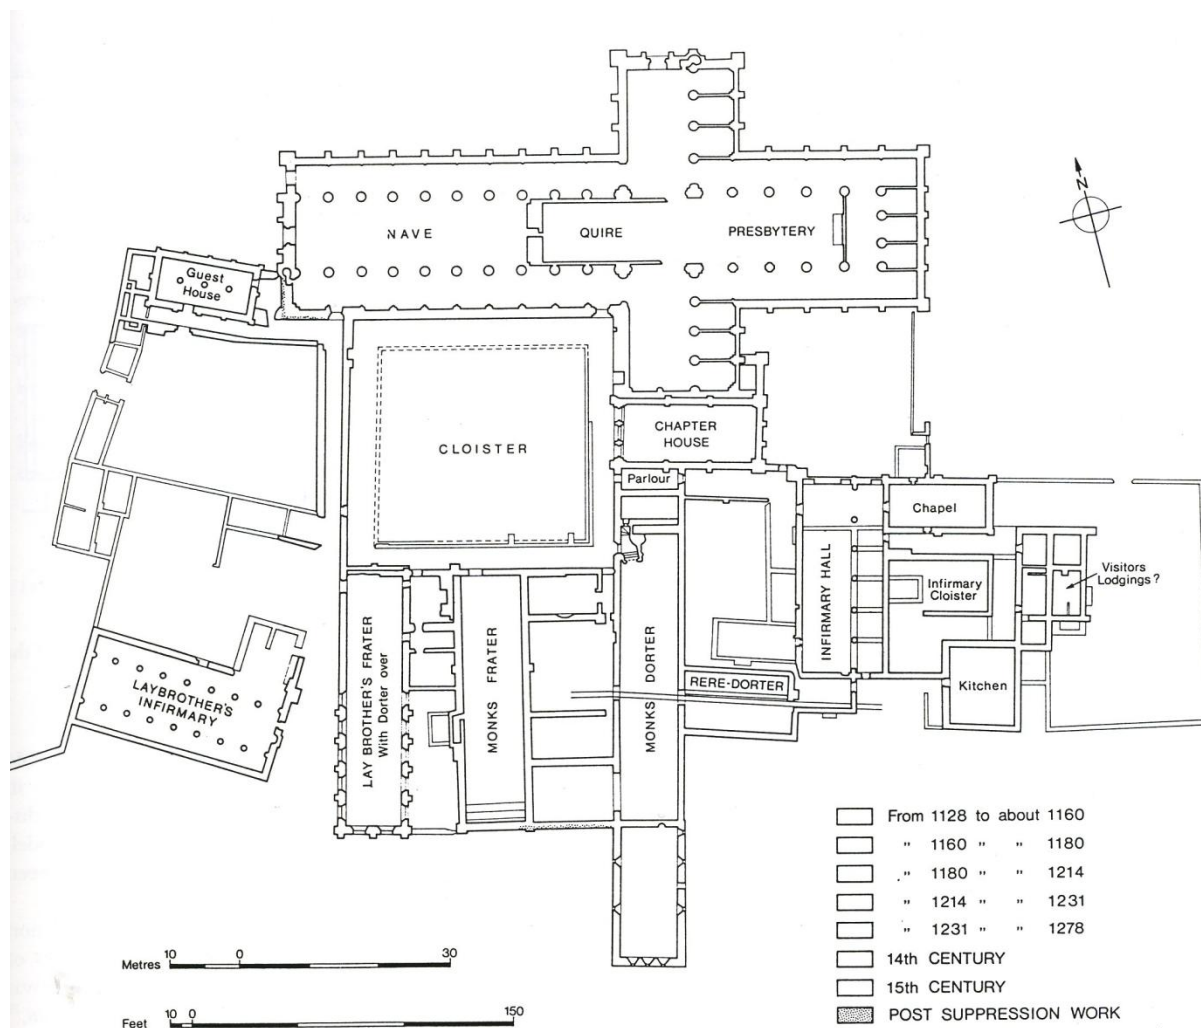 N
NAVE
QUIRE
PRESBYTERY
Guest
House
CLOISTER
CHAPTER
HOUSE
Parlour
Chapel
INFIRMARY HALL
Infirmary
Cloister
Visitors
Lodgings ?
LAYBROTHER'S
INFIRMARY
LAY BROTHER'S FRATER
With Dorter over
MONKS FRATER
MONKS DORTER
RERE-DORTER
Kitchen
From 1128 to about 1160
" 1160 " " 1180
." 1180 " " 1214
" 1214 " " 1231
" 1231 " " 1278
14th CENTURY
15th CENTURY
POST SUPPRESSION WORK
Metres 10 0 30
Feet 10 0 150